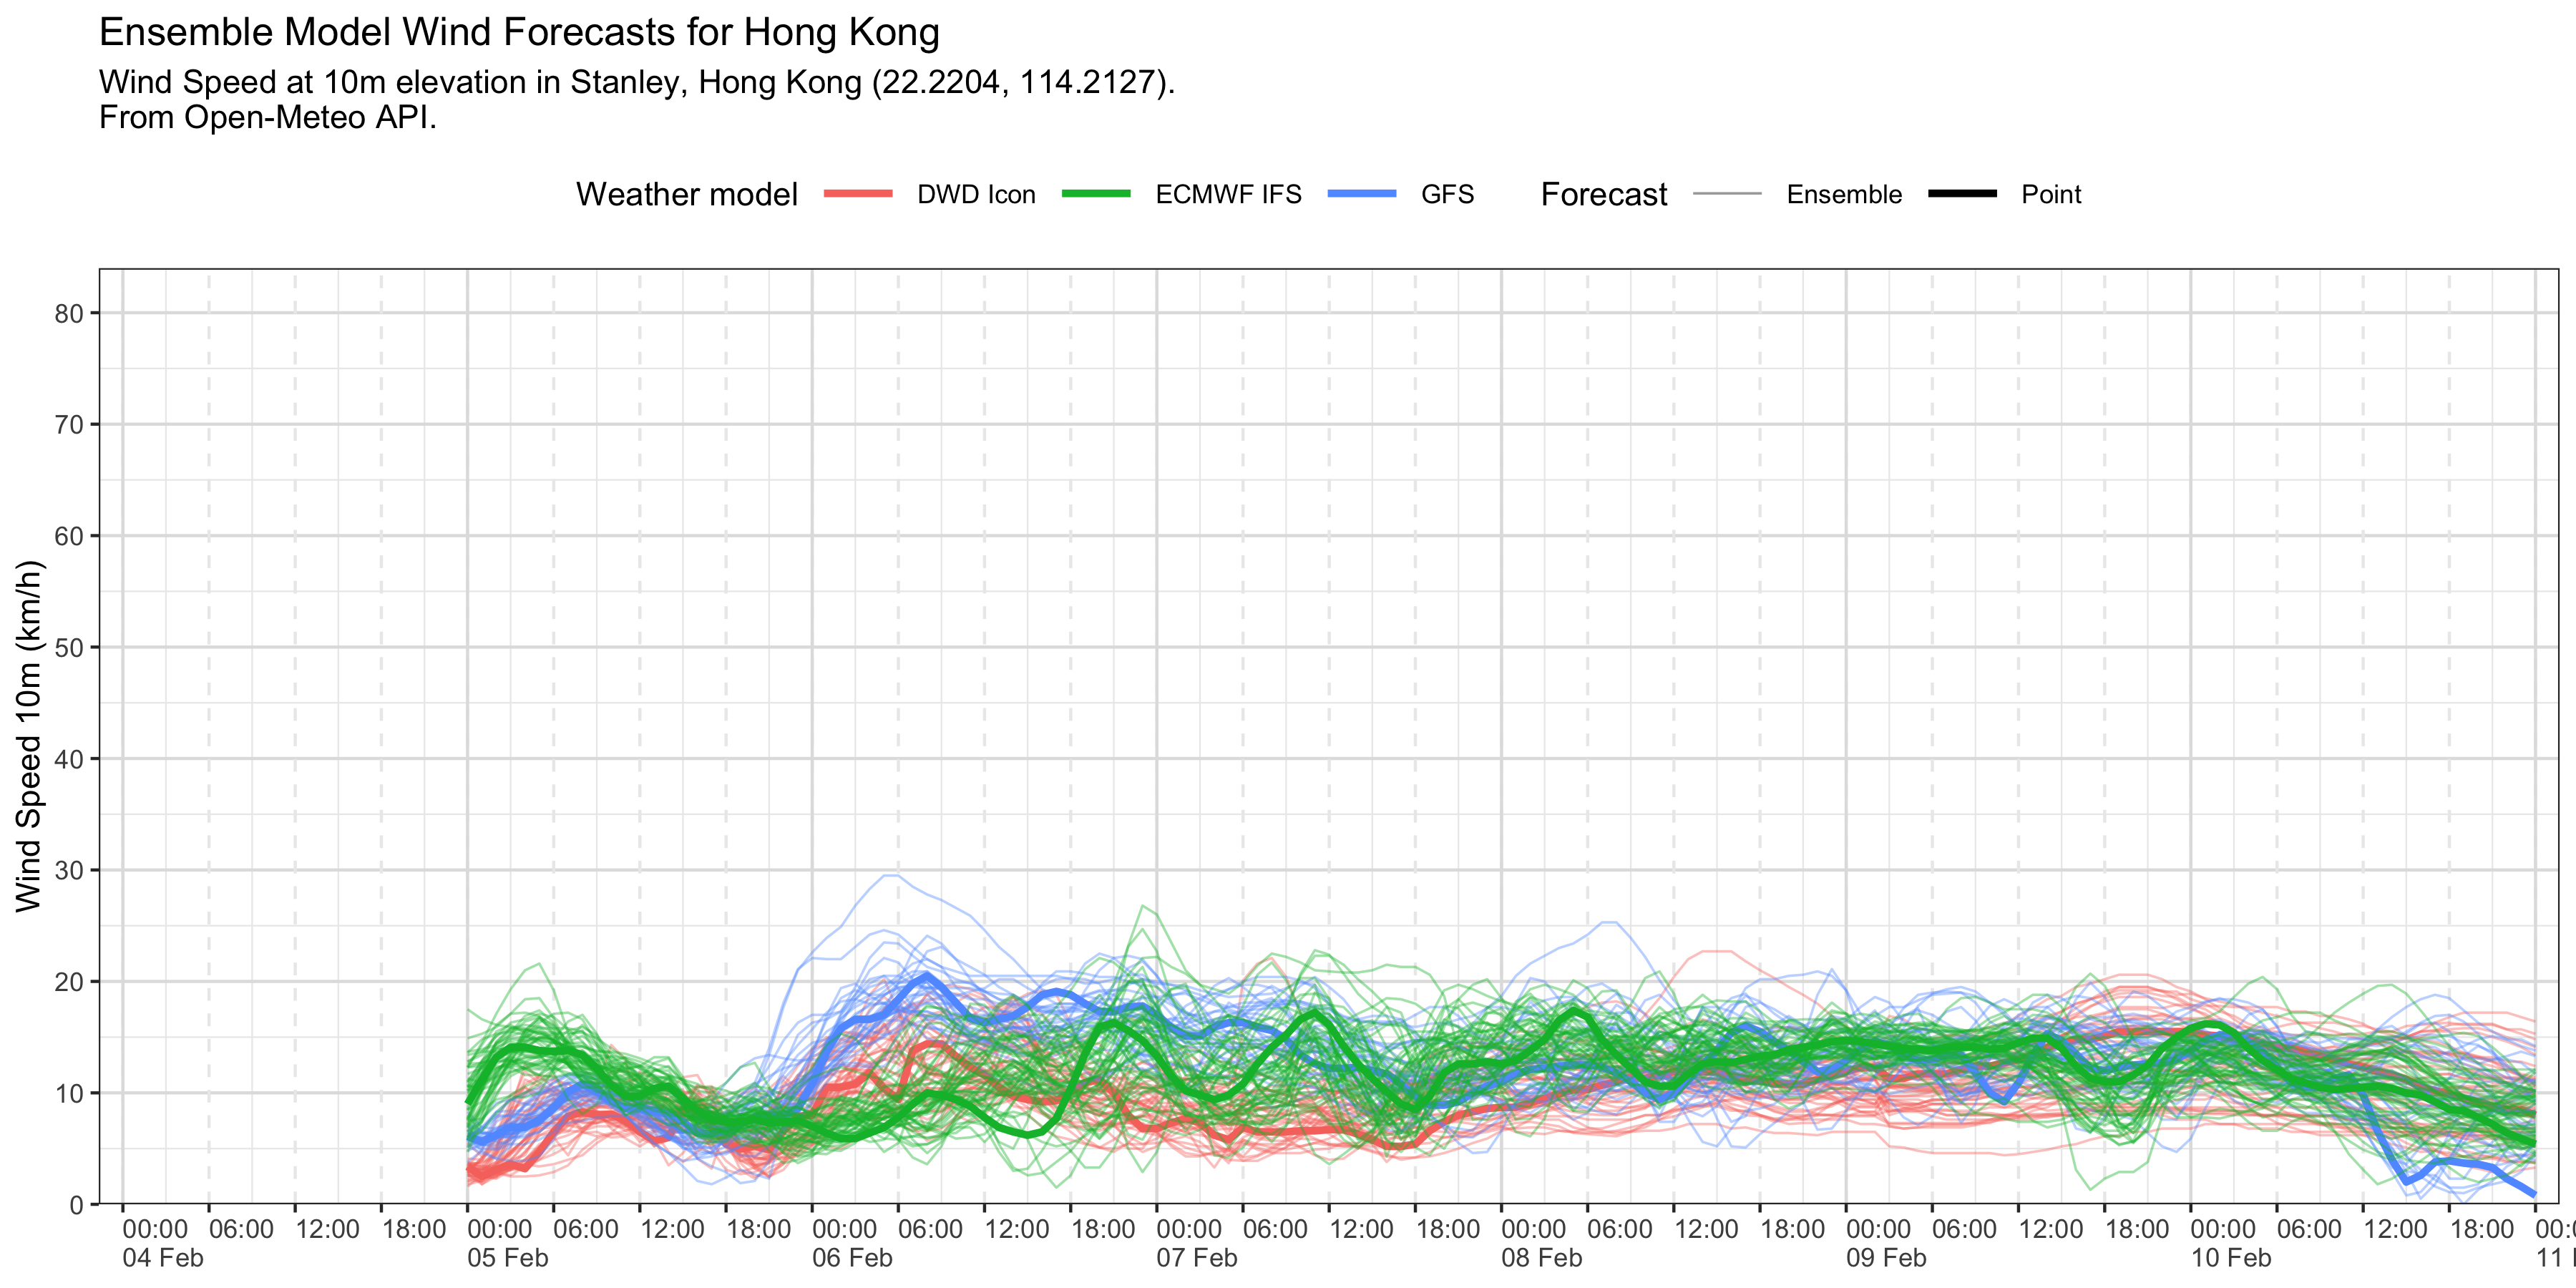 Ensemble Model Wind Forecasts for Hong Kong
Wind Speed at 10m elevation in Stanley, Hong Kong (22.2204, 114.2127).
From Open-Meteo API.
Weather model DWD Icon ECMWF IFS GFS Forecast Ensemble Point
Wind Speed 10m (km/h)
80
70
60
50
40
30
20
10
0
00:00 06:00 12:00 18:00 00:00 06:00 12:00 18:00 00:00 06:00 12:00 18:00 00:00 06:00 12:00 18:00 00:00 06:00 12:00 18:00 00:00 06:00 12:00 18:00 00:00 06:00 12:00 18:00
04 Feb 05 Feb 06 Feb 07 Feb 08 Feb 09 Feb 10 Feb 11